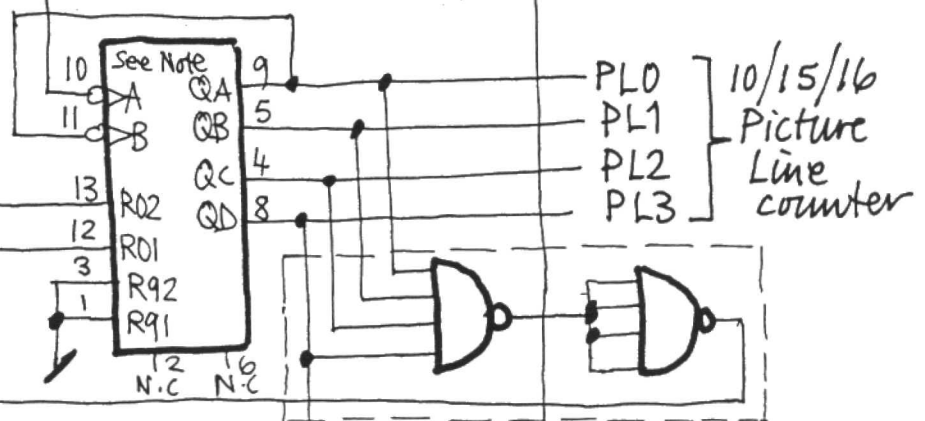 See Note
10 A QA 9 PL0
11 B QB 5 PL1
QC 4 PL2
QD 8 PL3
10/15/16
Picture
Line
counter
13 R02
12 R01
3 R92
1 R91
2 6
N.C N.C